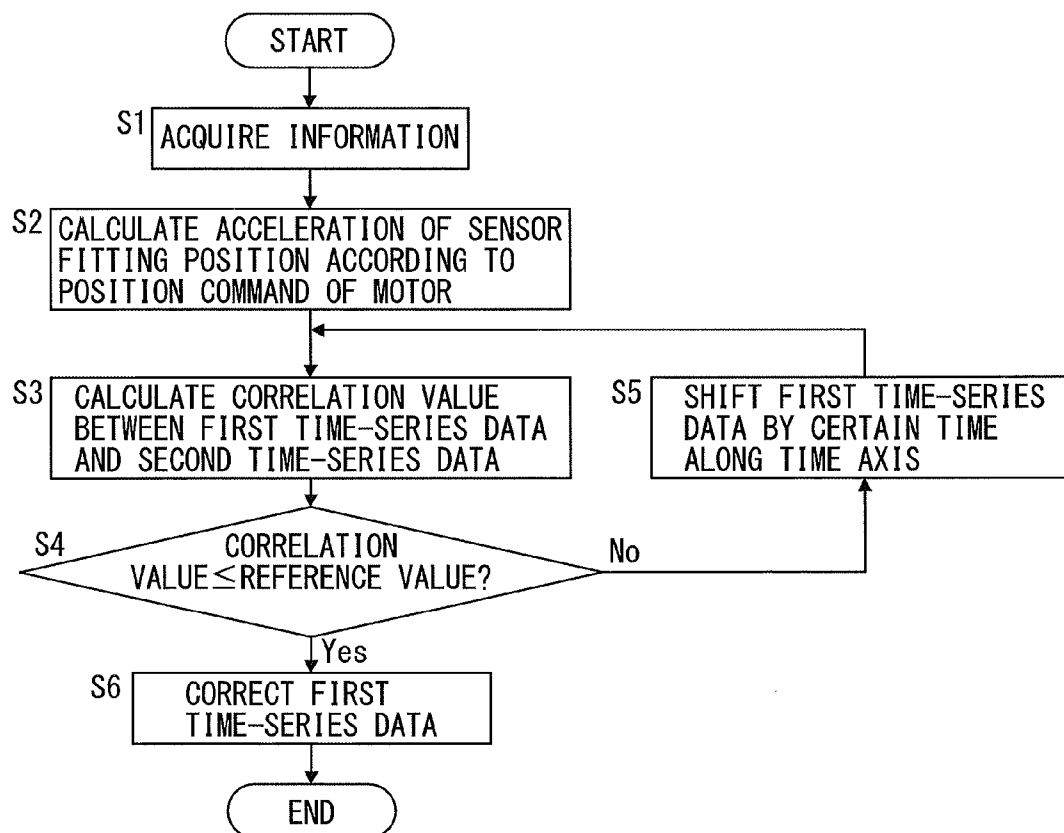 START
S1
ACQUIRE INFORMATION
S2
CALCULATE ACCELERATION OF SENSOR
FITTING POSITION ACCORDING TO
POSITION COMMAND OF MOTOR
S3
CALCULATE CORRELATION VALUE
BETWEEN FIRST TIME-SERIES DATA
AND SECOND TIME-SERIES DATA
S5
SHIFT FIRST TIME-SERIES
DATA BY CERTAIN TIME
ALONG TIME AXIS
S4
CORRELATION
VALUE≦REFERENCE VALUE?
No
Yes
S6
CORRECT FIRST
TIME-SERIES DATA
END